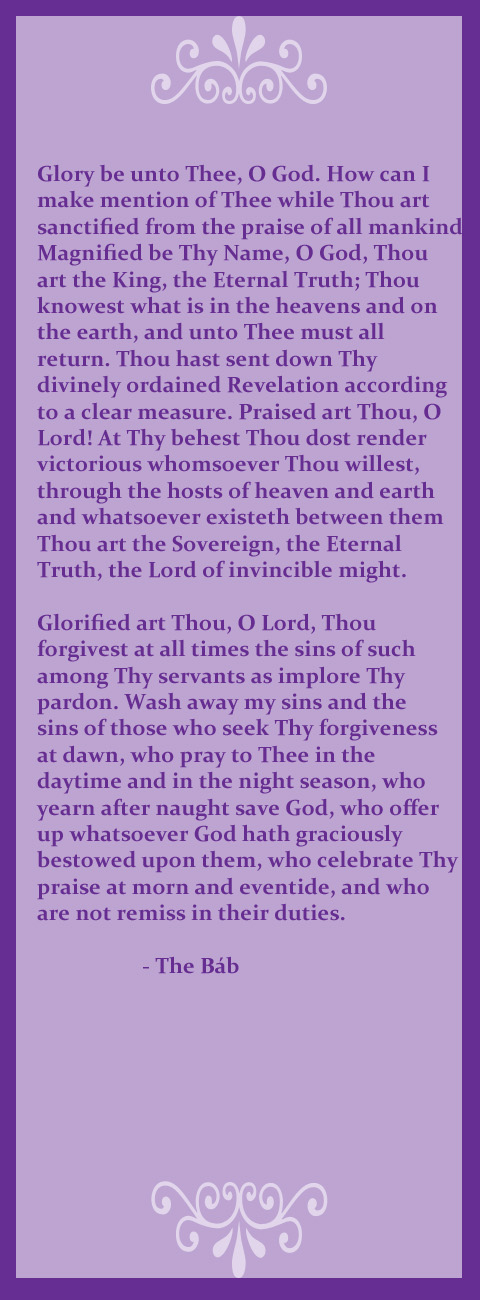 Glory be unto Thee, O God. How can I
make mention of Thee while Thou art
sanctified from the praise of all mankind
Magnified be Thy Name, O God, Thou
art the King, the Eternal Truth; Thou
knowest what is in the heavens and on
the earth, and unto Thee must all
return. Thou hast sent down Thy
divinely ordained Revelation according
to a clear measure. Praised art Thou, O
Lord! At Thy behest Thou dost render
victorious whomsoever Thou willest,
through the hosts of heaven and earth
and whatsoever existeth between them
Thou art the Sovereign, the Eternal
Truth, the Lord of invincible might.

Glorified art Thou, O Lord, Thou
forgivest at all times the sins of such
among Thy servants as implore Thy
pardon. Wash away my sins and the
sins of those who seek Thy forgiveness
at dawn, who pray to Thee in the
daytime and in the night season, who
yearn after naught save God, who offer
up whatsoever God hath graciously
bestowed upon them, who celebrate Thy
praise at morn and eventide, and who
are not remiss in their duties.

- The Báb